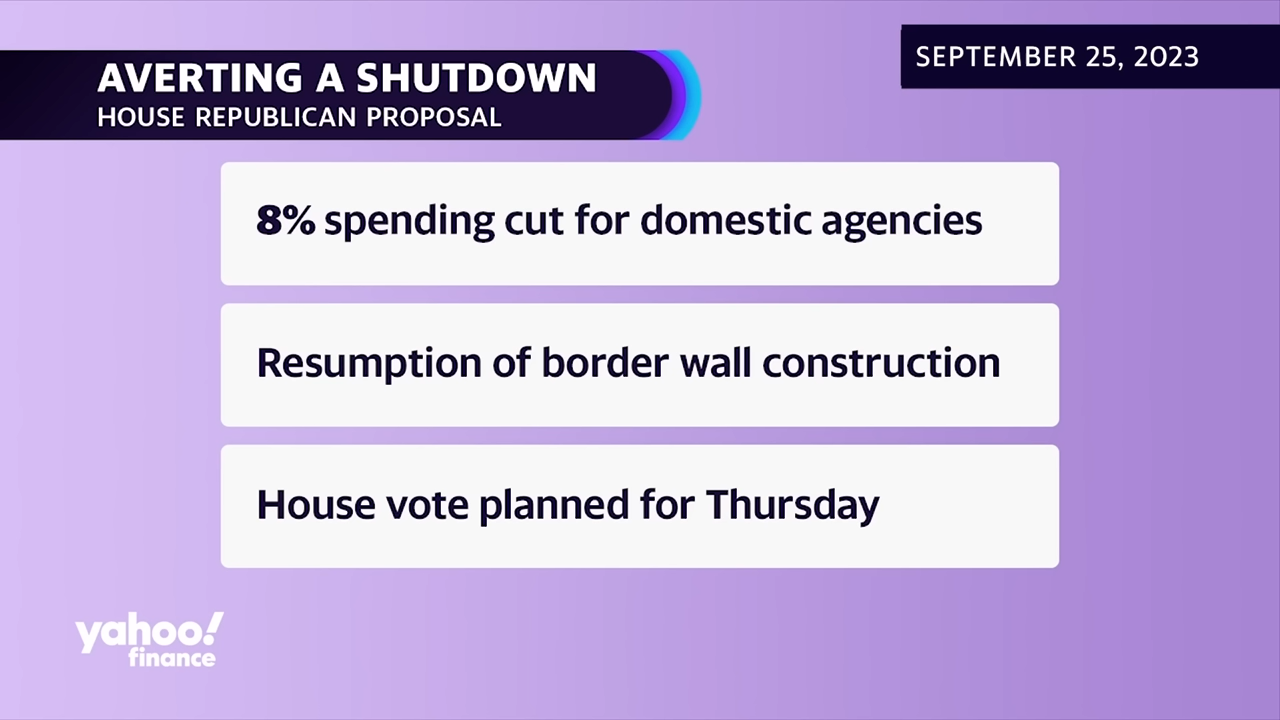 AVERTING A SHUTDOWN
HOUSE REPUBLICAN PROPOSAL
SEPTEMBER 25, 2023
8% spending cut for domestic agencies
Resumption of border wall construction
House vote planned for Thursday
yahoo!
finance